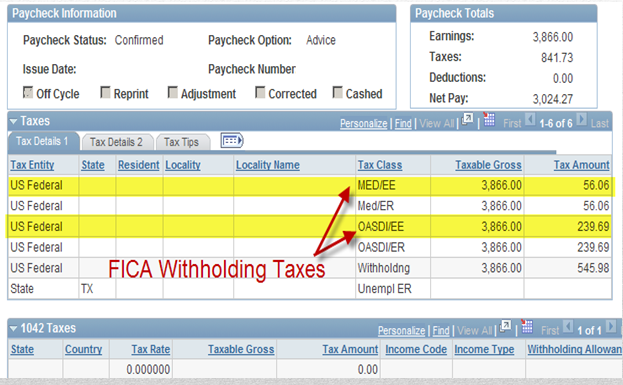 Paycheck Information
Paycheck Status: Confirmed Paycheck Option: Advice
Issue Date: Paycheck Number
Off Cycle Reprint Adjustment Corrected Cashed
Paycheck Totals
Earnings: 3,866.00
Taxes: 841.73
Deductions: 0.00
Net Pay: 3,024.27
Taxes Personalize | Find | View All | First 1-6 of 6 Last
Tax Details 1 Tax Details 2 Tax Tips
Tax Entity State Resident Locality Locality Name Tax Class Taxable Gross Tax Amount
US Federal MED/EE 3,866.00 56.06
US Federal Med/ER 3,866.00 56.06
US Federal OASDI/EE 3,866.00 239.69
US Federal OASDI/ER 3,866.00 239.69
US Federal Withholdng 3,866.00 545.98
State TX Unempl ER
FICA Withholding Taxes
1042 Taxes Personalize | Find | View All | First 1 of 1
State Country Tax Rate Taxable Gross Tax Amount Income Code Income Type Withholding Allowan
0.000000 0.00